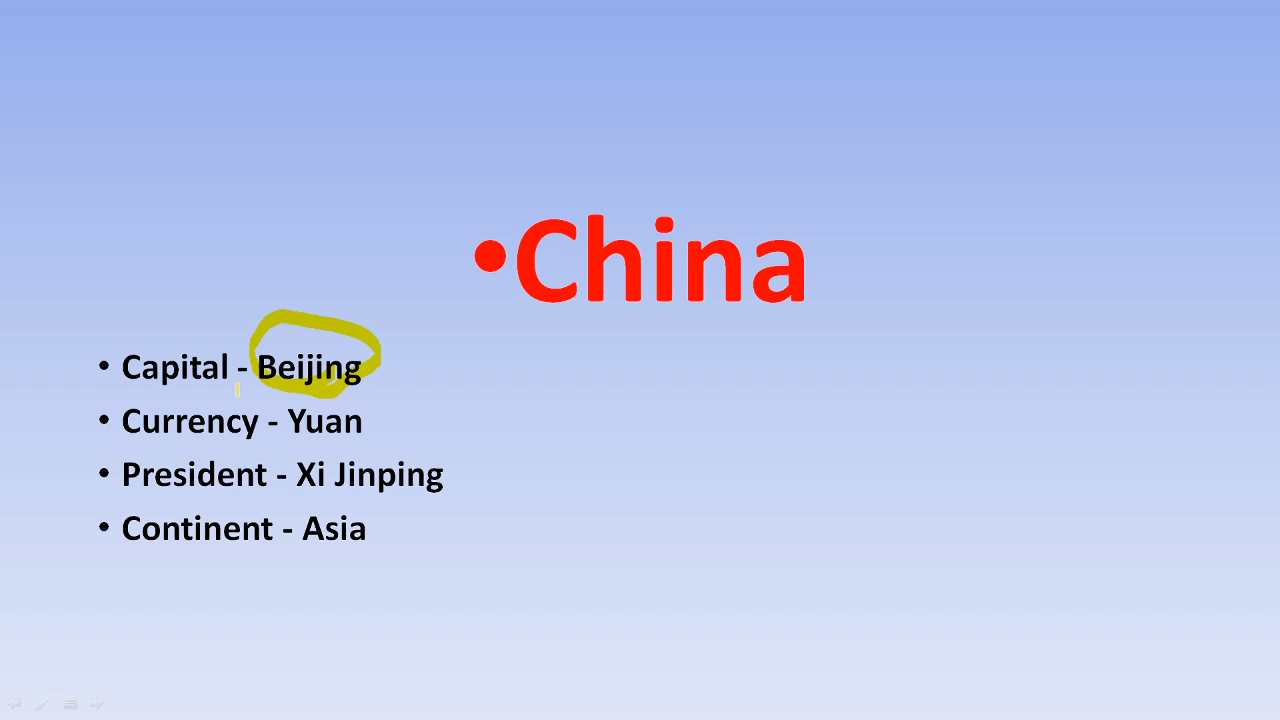 •China
• Capital - Beijing
• Currency - Yuan
• President - Xi Jinping
• Continent - Asia